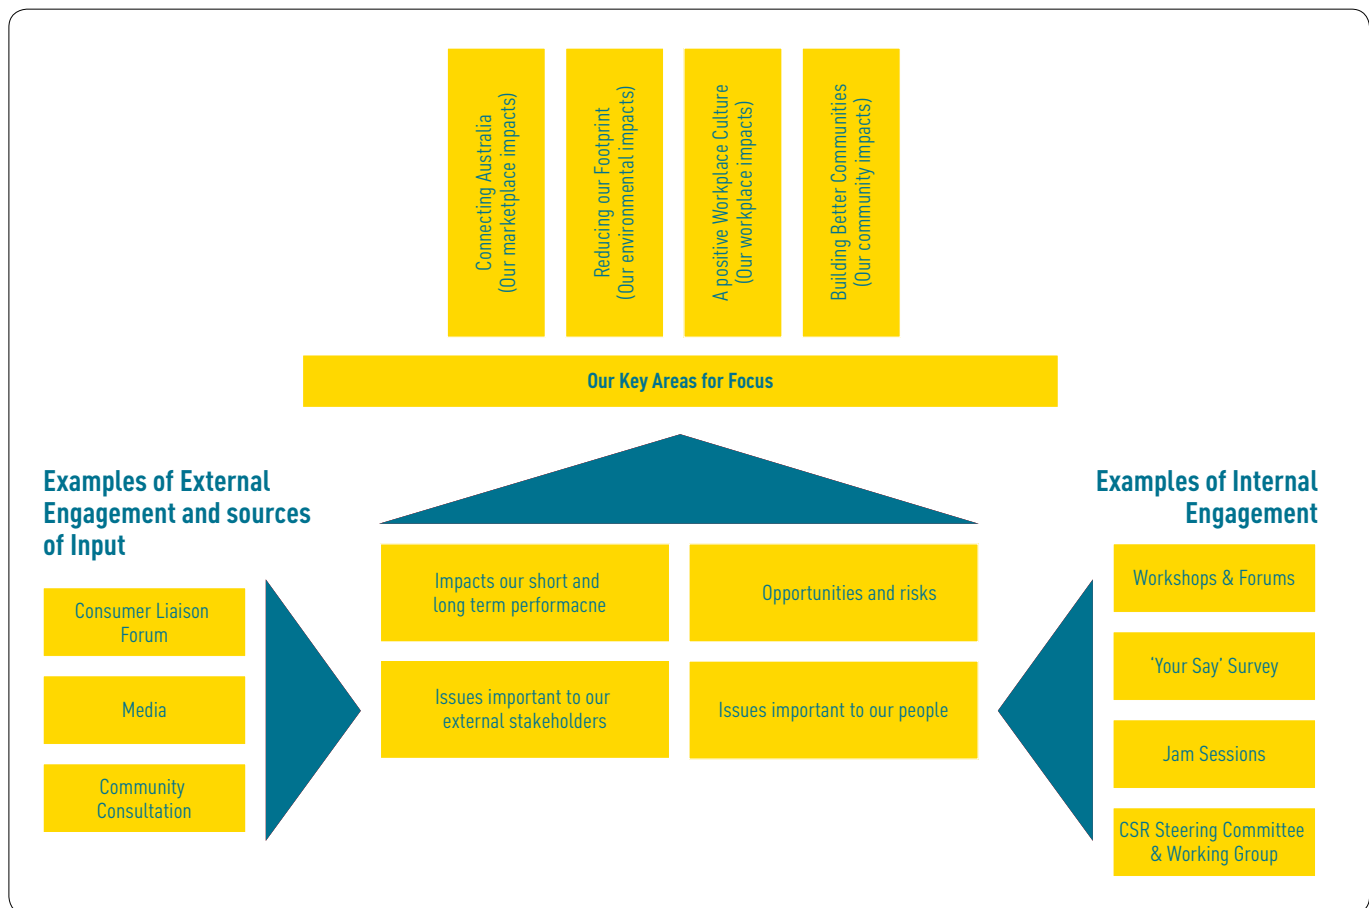 Connecting Australia
(Our marketplace impacts)
Reducing our Footprint
(Our environmental impacts)
A positive Workplace Culture
(Our workplace impacts)
Building Better Communities
(Our community impacts)
Our Key Areas for Focus
Examples of External
Engagement and sources
of Input
Consumer Liaison
Forum
Media
Community
Consultation
Impacts our short and
long term performacne
Opportunities and risks
Issues important to our
external stakeholders
Issues important to our people
Examples of Internal
Engagement
Workshops & Forums
‘Your Say’ Survey
Jam Sessions
CSR Steering Committee
& Working Group